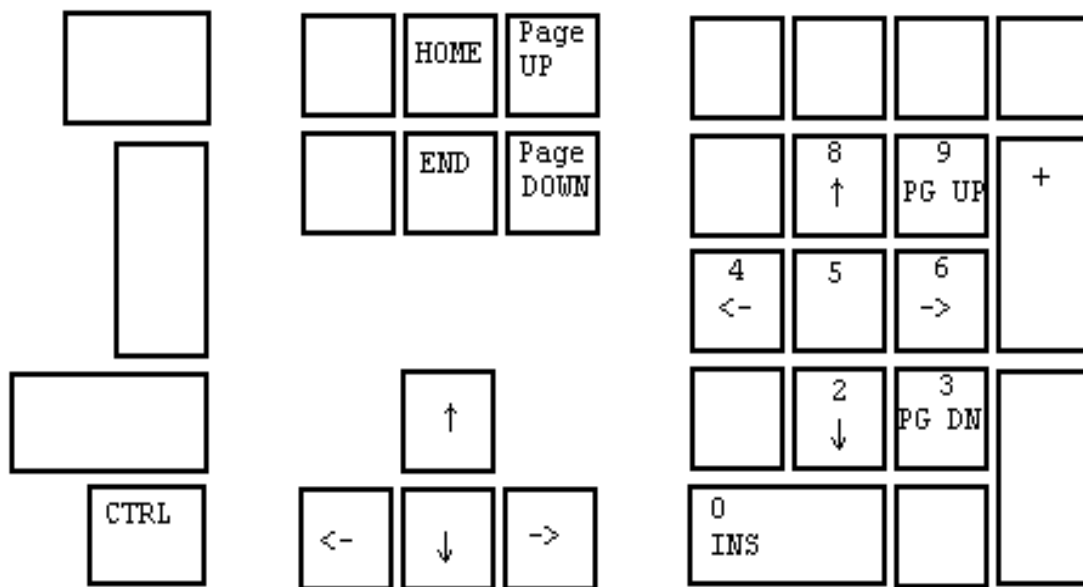 HOME
Page
UP
END
Page
DOWN
8
↑
9
PG UP
+
4
<-
5
6
->
↑
2
↓
3
PG DN
CTRL
<-
↓
->
0
INS